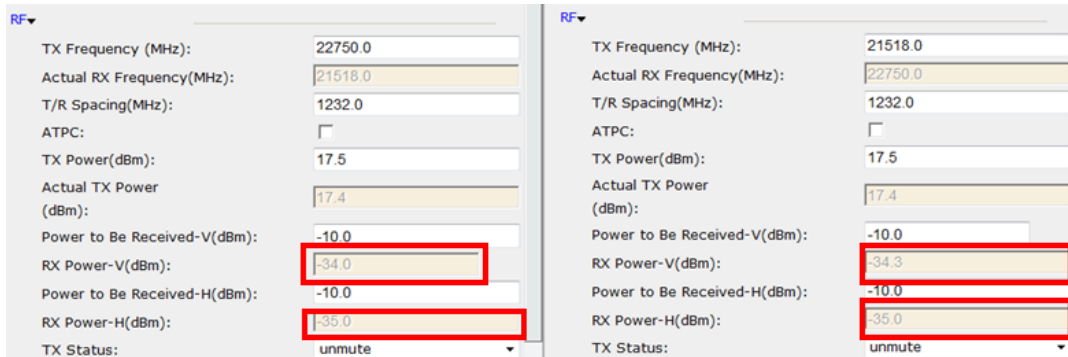 RF
TX Frequency (MHz): 22750.0
Actual RX Frequency(MHz): 21518.0
T/R Spacing(MHz): 1232.0
ATPC:
TX Power(dBm): 17.5
Actual TX Power
(dBm): 17.4
Power to Be Received-V(dBm): -10.0
RX Power-V(dBm): -34.0
Power to Be Received-H(dBm): -10.0
RX Power-H(dBm): -35.0
TX Status: unmute
RF
TX Frequency (MHz): 21518.0
Actual RX Frequency(MHz): 22750.0
T/R Spacing(MHz): 1232.0
ATPC:
TX Power(dBm): 17.5
Actual TX Power
(dBm): 17.4
Power to Be Received-V(dBm): -10.0
RX Power-V(dBm): -34.3
Power to Be Received-H(dBm): -10.0
RX Power-H(dBm): -35.0
TX Status: unmute